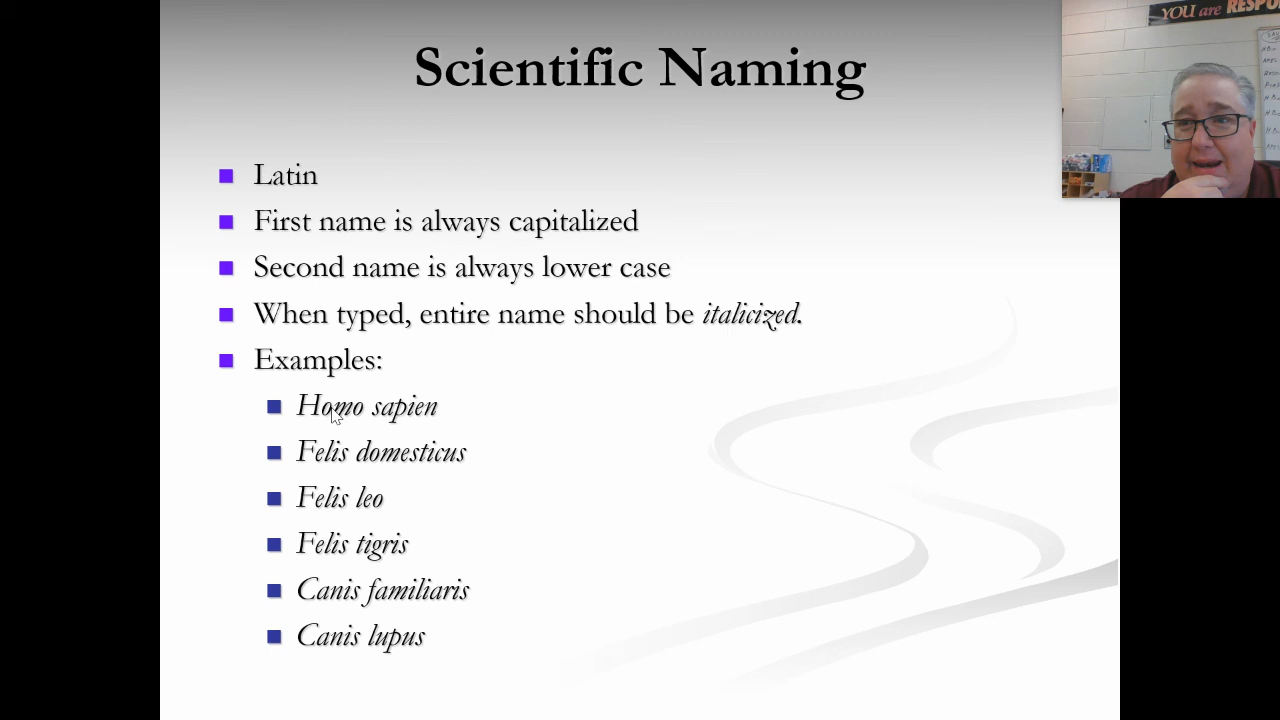 Scientific Naming
YOU are RESPO
Latin
First name is always capitalized
Second name is always lower case
When typed, entire name should be italicized.
Examples:
Homo sapien
Felis domesticus
Felis leo
Felis tigris
Canis familiaris
Canis lupus